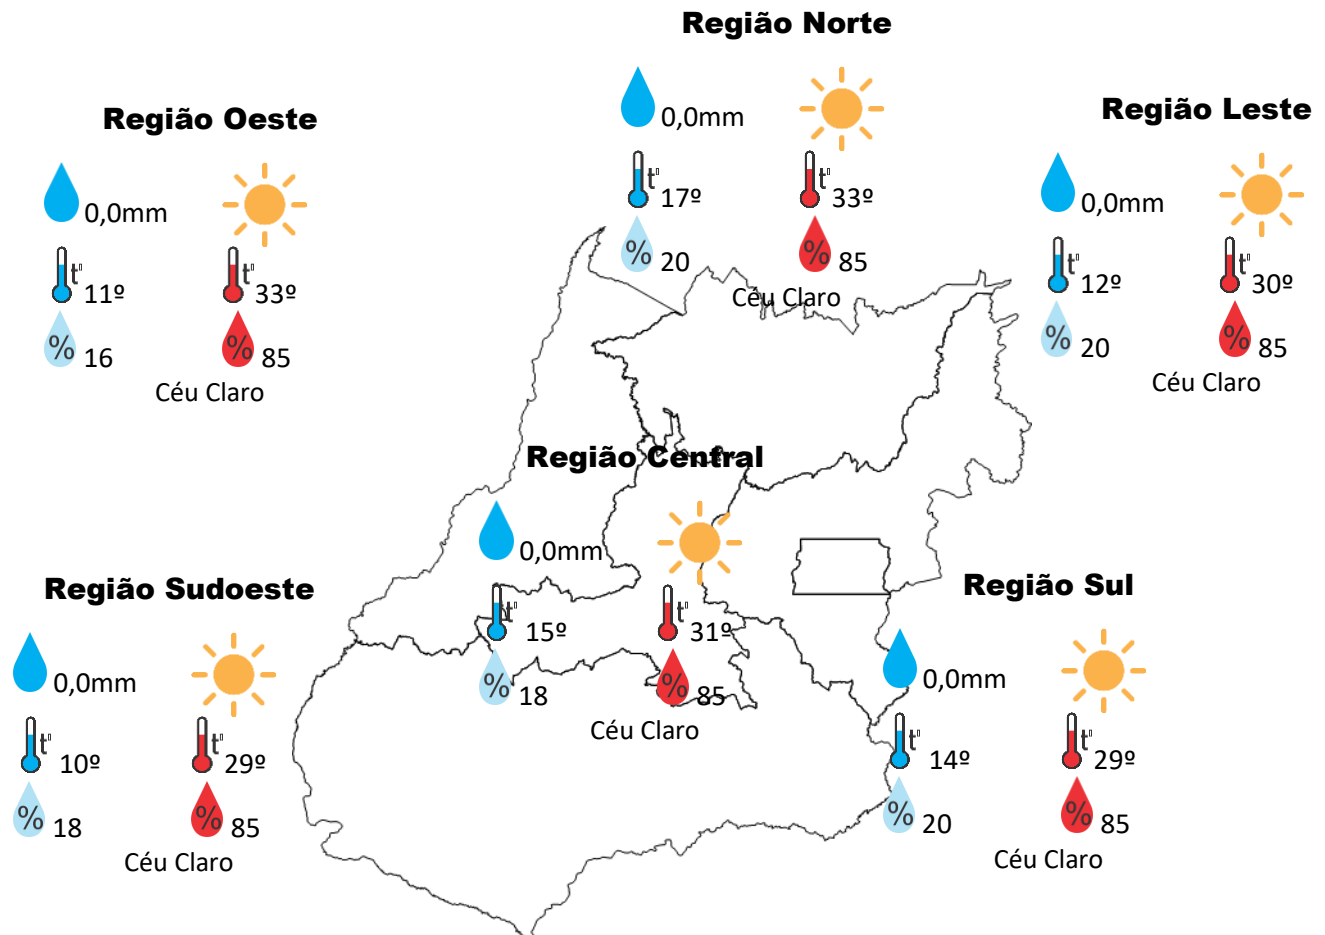 Região Norte
0,0mm
t°
17º
t°
33º
%
20
%
85
Céu Claro
Região Oeste
0,0mm
t°
11º
t°
33º
%
16
%
85
Céu Claro
Região Leste
0,0mm
t°
12º
t°
30º
%
20
%
85
Céu Claro
Região Central
0,0mm
t°
15º
t°
31º
%
18
%
85
Céu Claro
Região Sudoeste
0,0mm
t°
10º
t°
29º
%
18
%
85
Céu Claro
Região Sul
0,0mm
t°
14º
t°
29º
%
20
%
85
Céu Claro